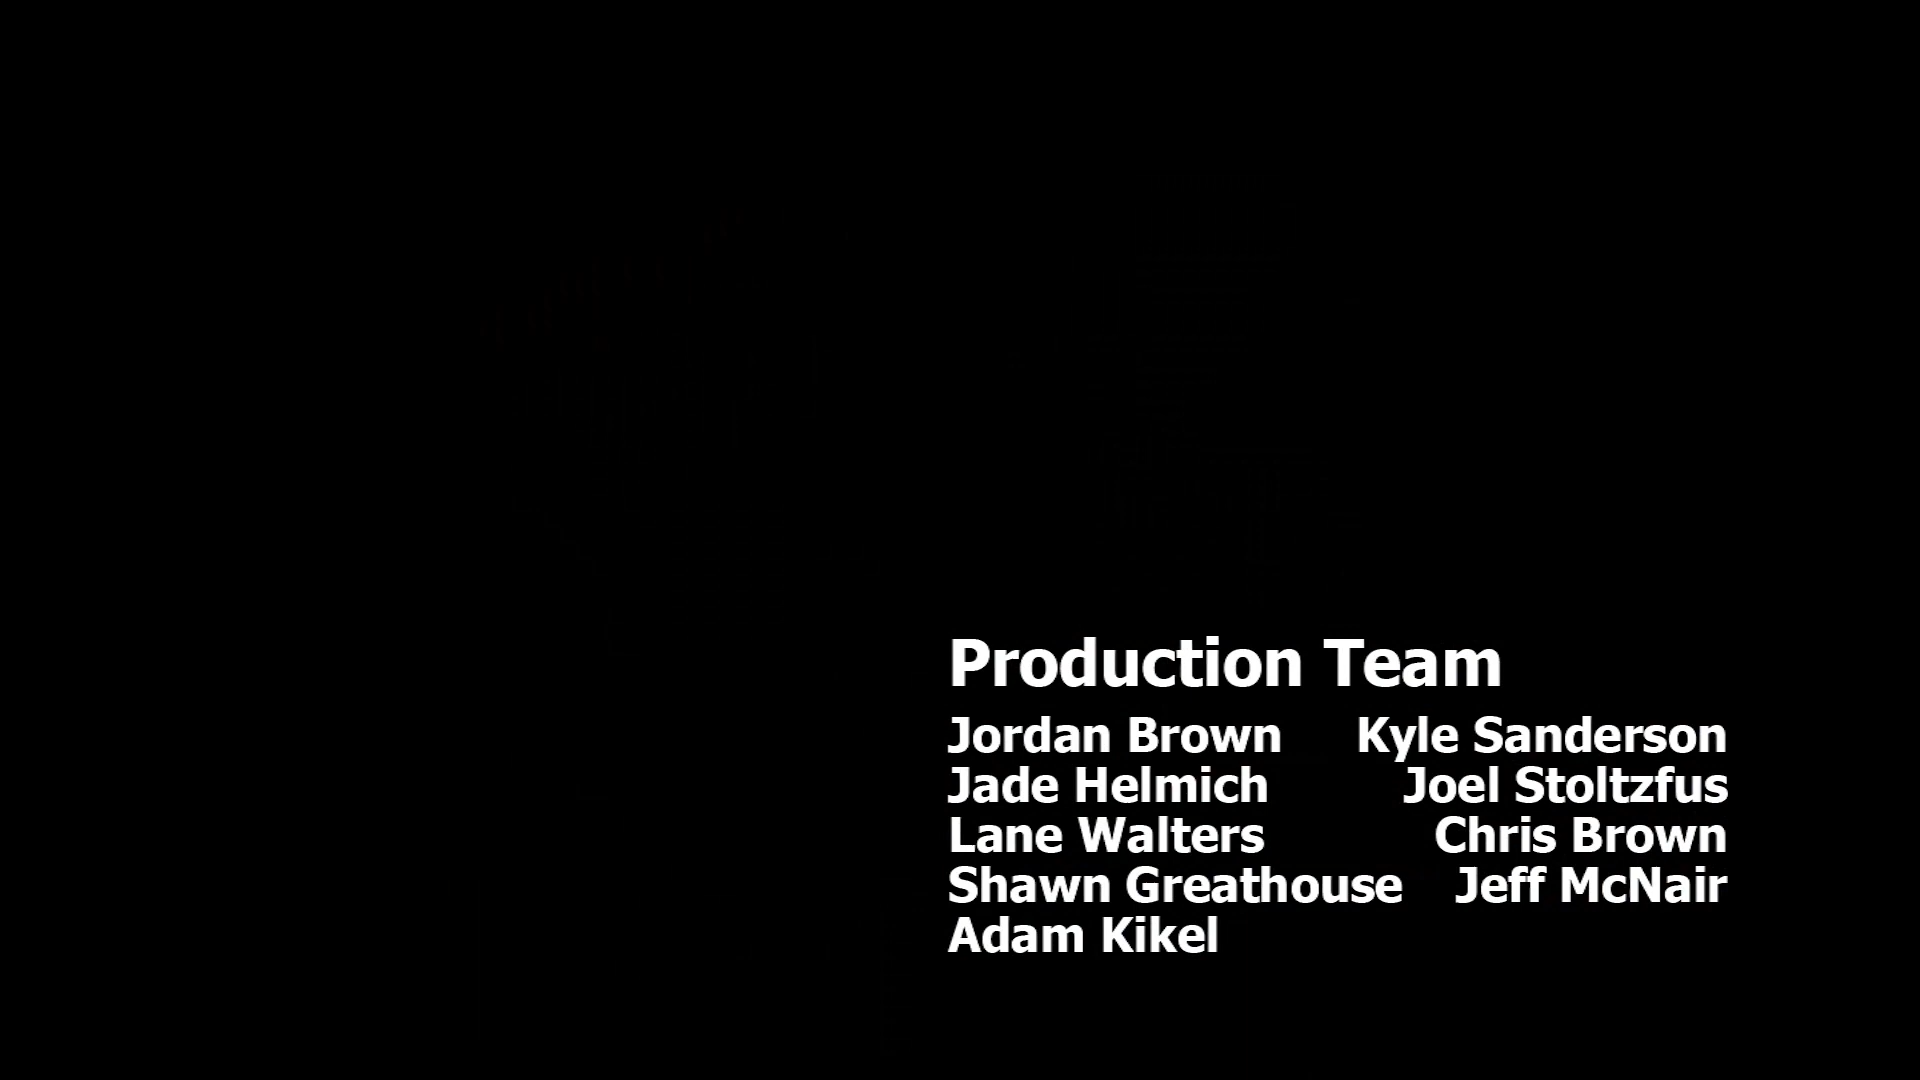 Production Team
Jordan Brown Kyle Sanderson
Jade Helmich Joel Stoltzfus
Lane Walters Chris Brown
Shawn Greathouse Jeff McNair
Adam Kikel